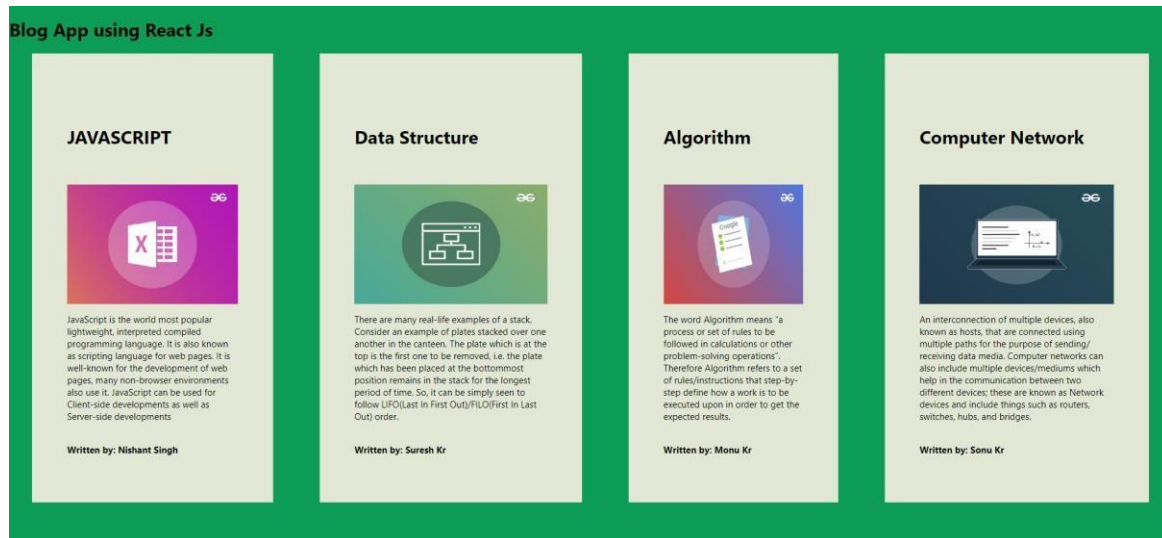 Blog App using React Js
JAVASCRIPT
X
JavaScript is the world most popular
lightweight, interpreted compiled
programming language. It is also known
as scripting language for web pages. It is
well-known for the development of web
pages, many non-browser environments
also use it. JavaScript can be used for
Client-side developments as well as
Server-side developments
Written by: Nishant Singh
Data Structure
There are many real-life examples of a stack.
Consider an example of plates stacked over one
another in the canteen. The plate which is at the
top is the first one to be removed, i.e. the plate
which has been placed at the bottommost
position remains in the stack for the longest
period of time. So, it can be simply seen to
follow LIFO(Last In First Out)/FILO(First In Last
Out) order.
Written by: Suresh Kr
Algorithm
Google
The word Algorithm means "a
process or set of rules to be
followed in calculations or other
problem-solving operations".
Therefore Algorithm refers to a set
of rules/instructions that step-by-
step define how a work is to be
executed upon in order to get the
expected results.
Written by: Monu Kr
Computer Network
An interconnection of multiple devices, also
known as hosts, that are connected using
multiple paths for the purpose of sending/
receiving data media. Computer networks can
also include multiple devices/mediums which
help in the communication between two
different devices; these are known as Network
devices and include things such as routers,
switches, hubs, and bridges.
Written by: Sonu Kr